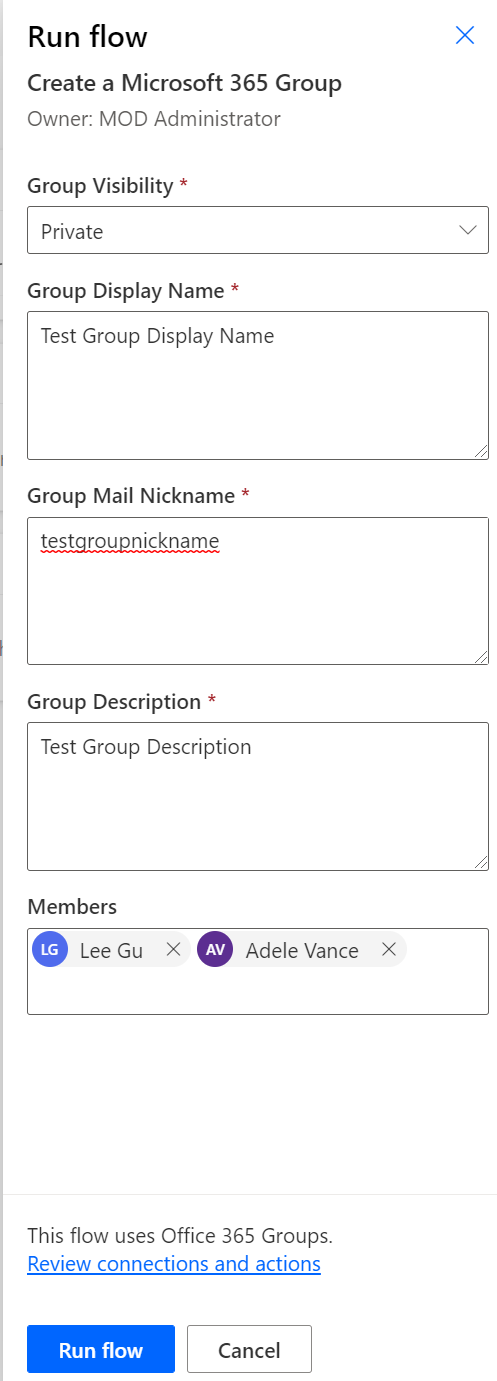 Run flow
Create a Microsoft 365 Group
Owner: MOD Administrator
Group Visibility *
Private
Group Display Name *
Test Group Display Name
Group Mail Nickname *
testgroupnickname
Group Description *
Test Group Description
Members
LG Lee Gu AV Adele Vance
This flow uses Office 365 Groups.
Review connections and actions
Run flow Cancel